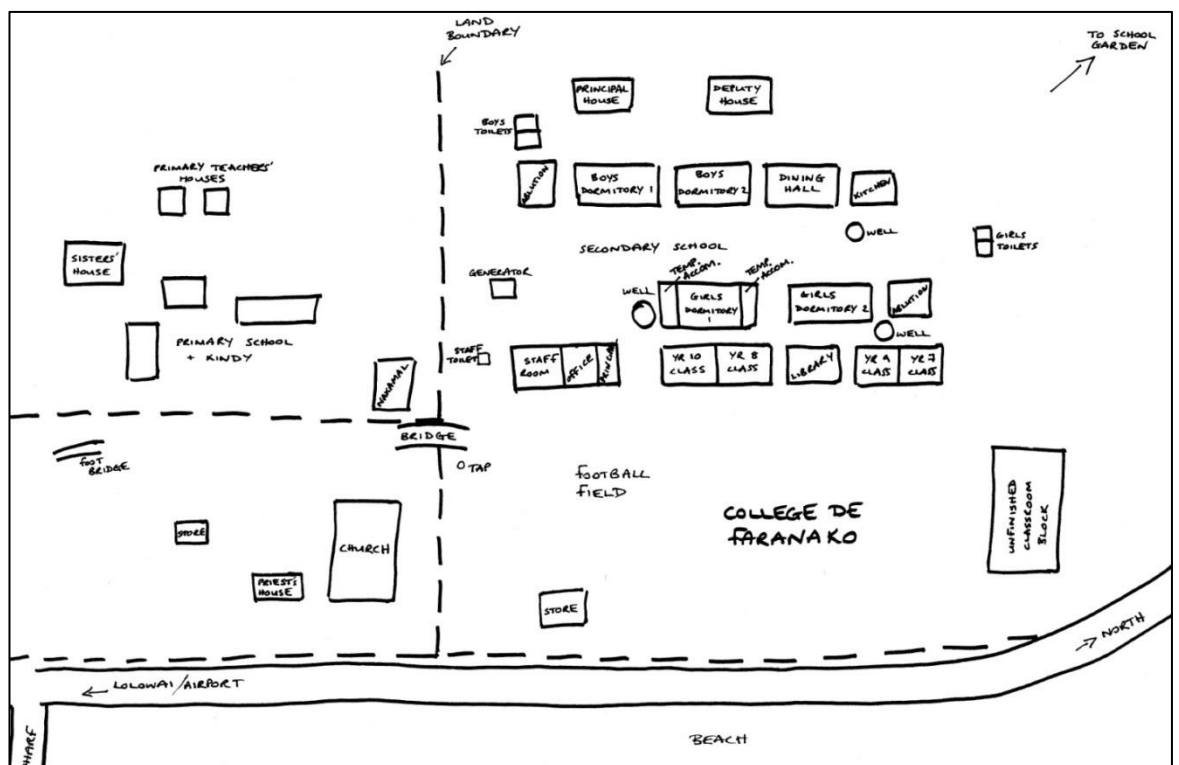 LAND
BOUNDARY
TO SCHOOL
GARDEN
PRINCIPAL
HOUSE
DEPUTY
HOUSE
BOYS
TOILETS
PRIMARY TEACHERS'
HOUSES
ABLUTION
BOYS
DORMITORY 1
BOYS
DORMITORY 2
DINING
HALL
KITCHEN
WELL
GIRLS
TOILETS
SISTERS'
HOUSE
SECONDARY SCHOOL
GENERATOR
TEMP.
ACCOM.
TEMP.
ACCOM.
WELL
GIRLS
DORMITORY
1
GIRLS
DORMITORY 2
ABLUTION
WELL
PRIMARY SCHOOL
+ KINDY
STAFF
TOILET
STAFF
ROOM
OFFICE
YR 10
CLASS
YR 8
CLASS
LIBRARY
YR 9
CLASS
YR 7
CLASS
NAKAMAL
BRIDGE
FOOT
BRIDGE
TAP
FOOTBALL
FIELD
COLLEGE DE
FARANAKO
UNFINISHED
CLASSROOM
BLOCK
STORE
CHURCH
PRIEST'S
HOUSE
STORE
NORTH
LOLOWAI/AIRPORT
BEACH